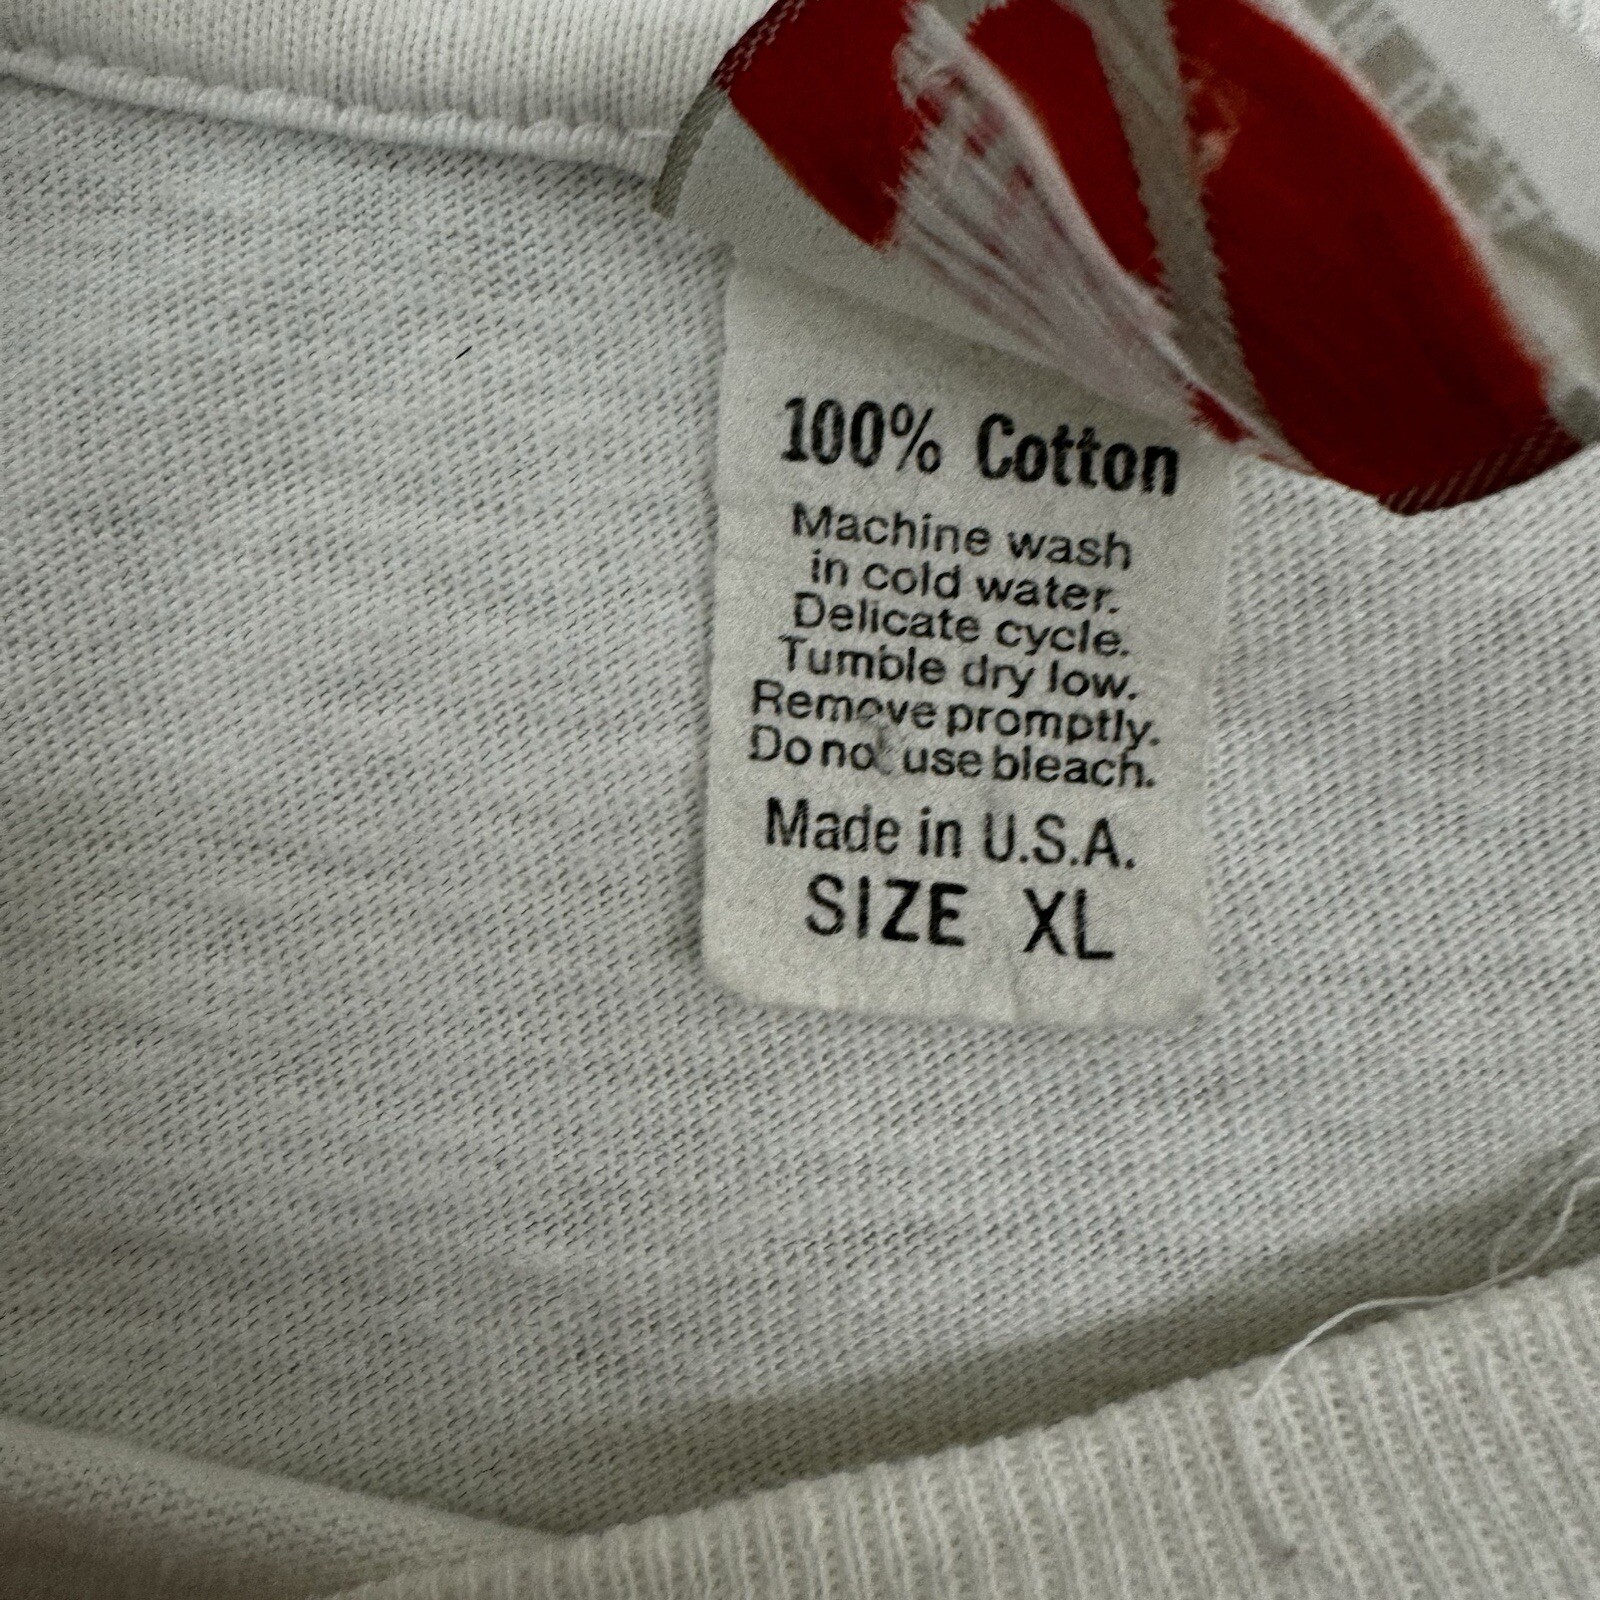 100% Cotton
Machine wash
in cold water.
Delicate cycle.
Tumble dry low.
Remove promptly.
Do not use bleach.
Made in U.S.A.
SIZE XL